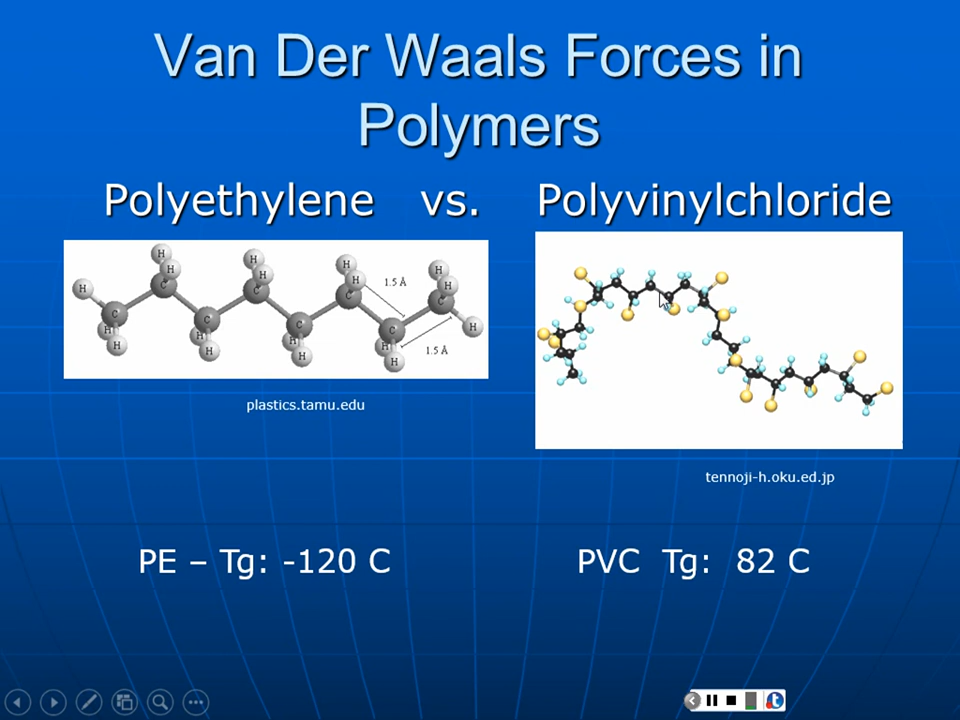 Van Der Waals Forces in
Polymers
Polyethylene vs. Polyvinylchloride
H H H H H
H H H H H
H C C C C H
C C C C H
H H H H
H H H H
1.5 Å
1.5 Å
plastics.tamu.edu
tennoji-h.oku.ed.jp
PE – Tg: -120 C
PVC Tg: 82 C